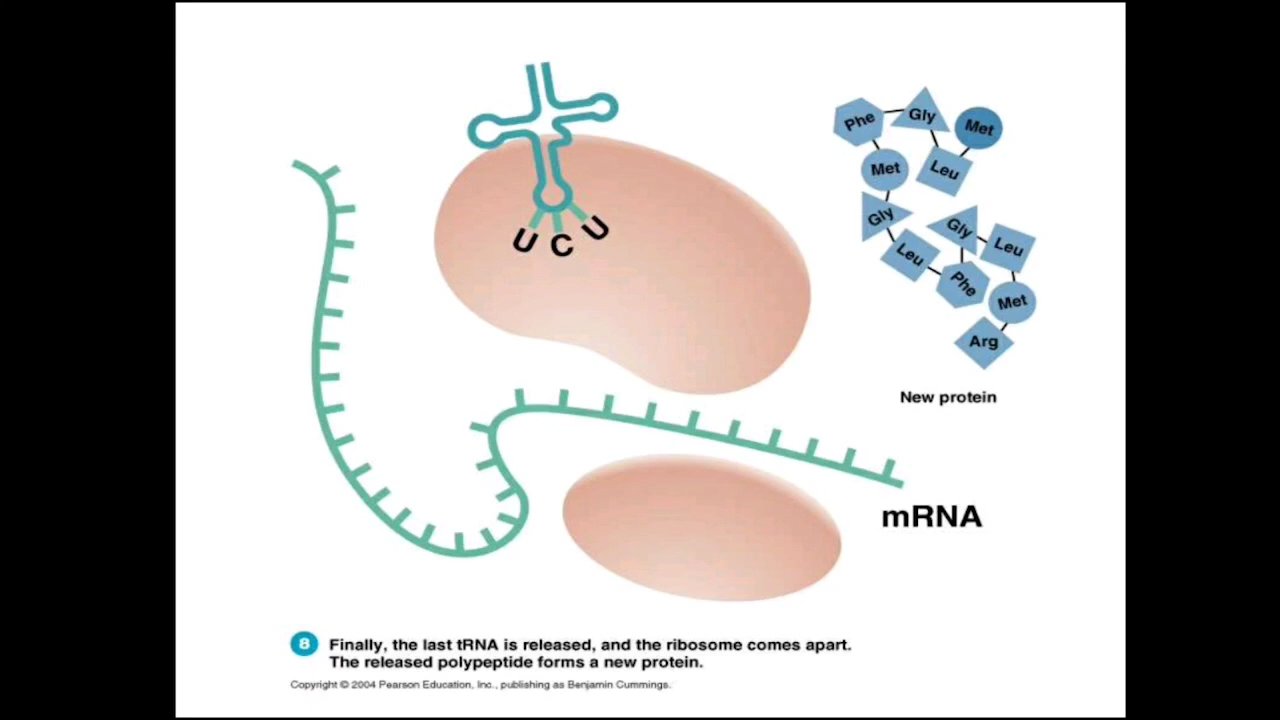 Phe
Gly
Met
Met
Leu
Gly
Gly
Leu
Leu
Phe
Met
Arg
U C U
New protein
mRNA
8 Finally, the last tRNA is released, and the ribosome comes apart.
The released polypeptide forms a new protein.
Copyright © 2004 Pearson Education, Inc., publishing as Benjamin Cummings.